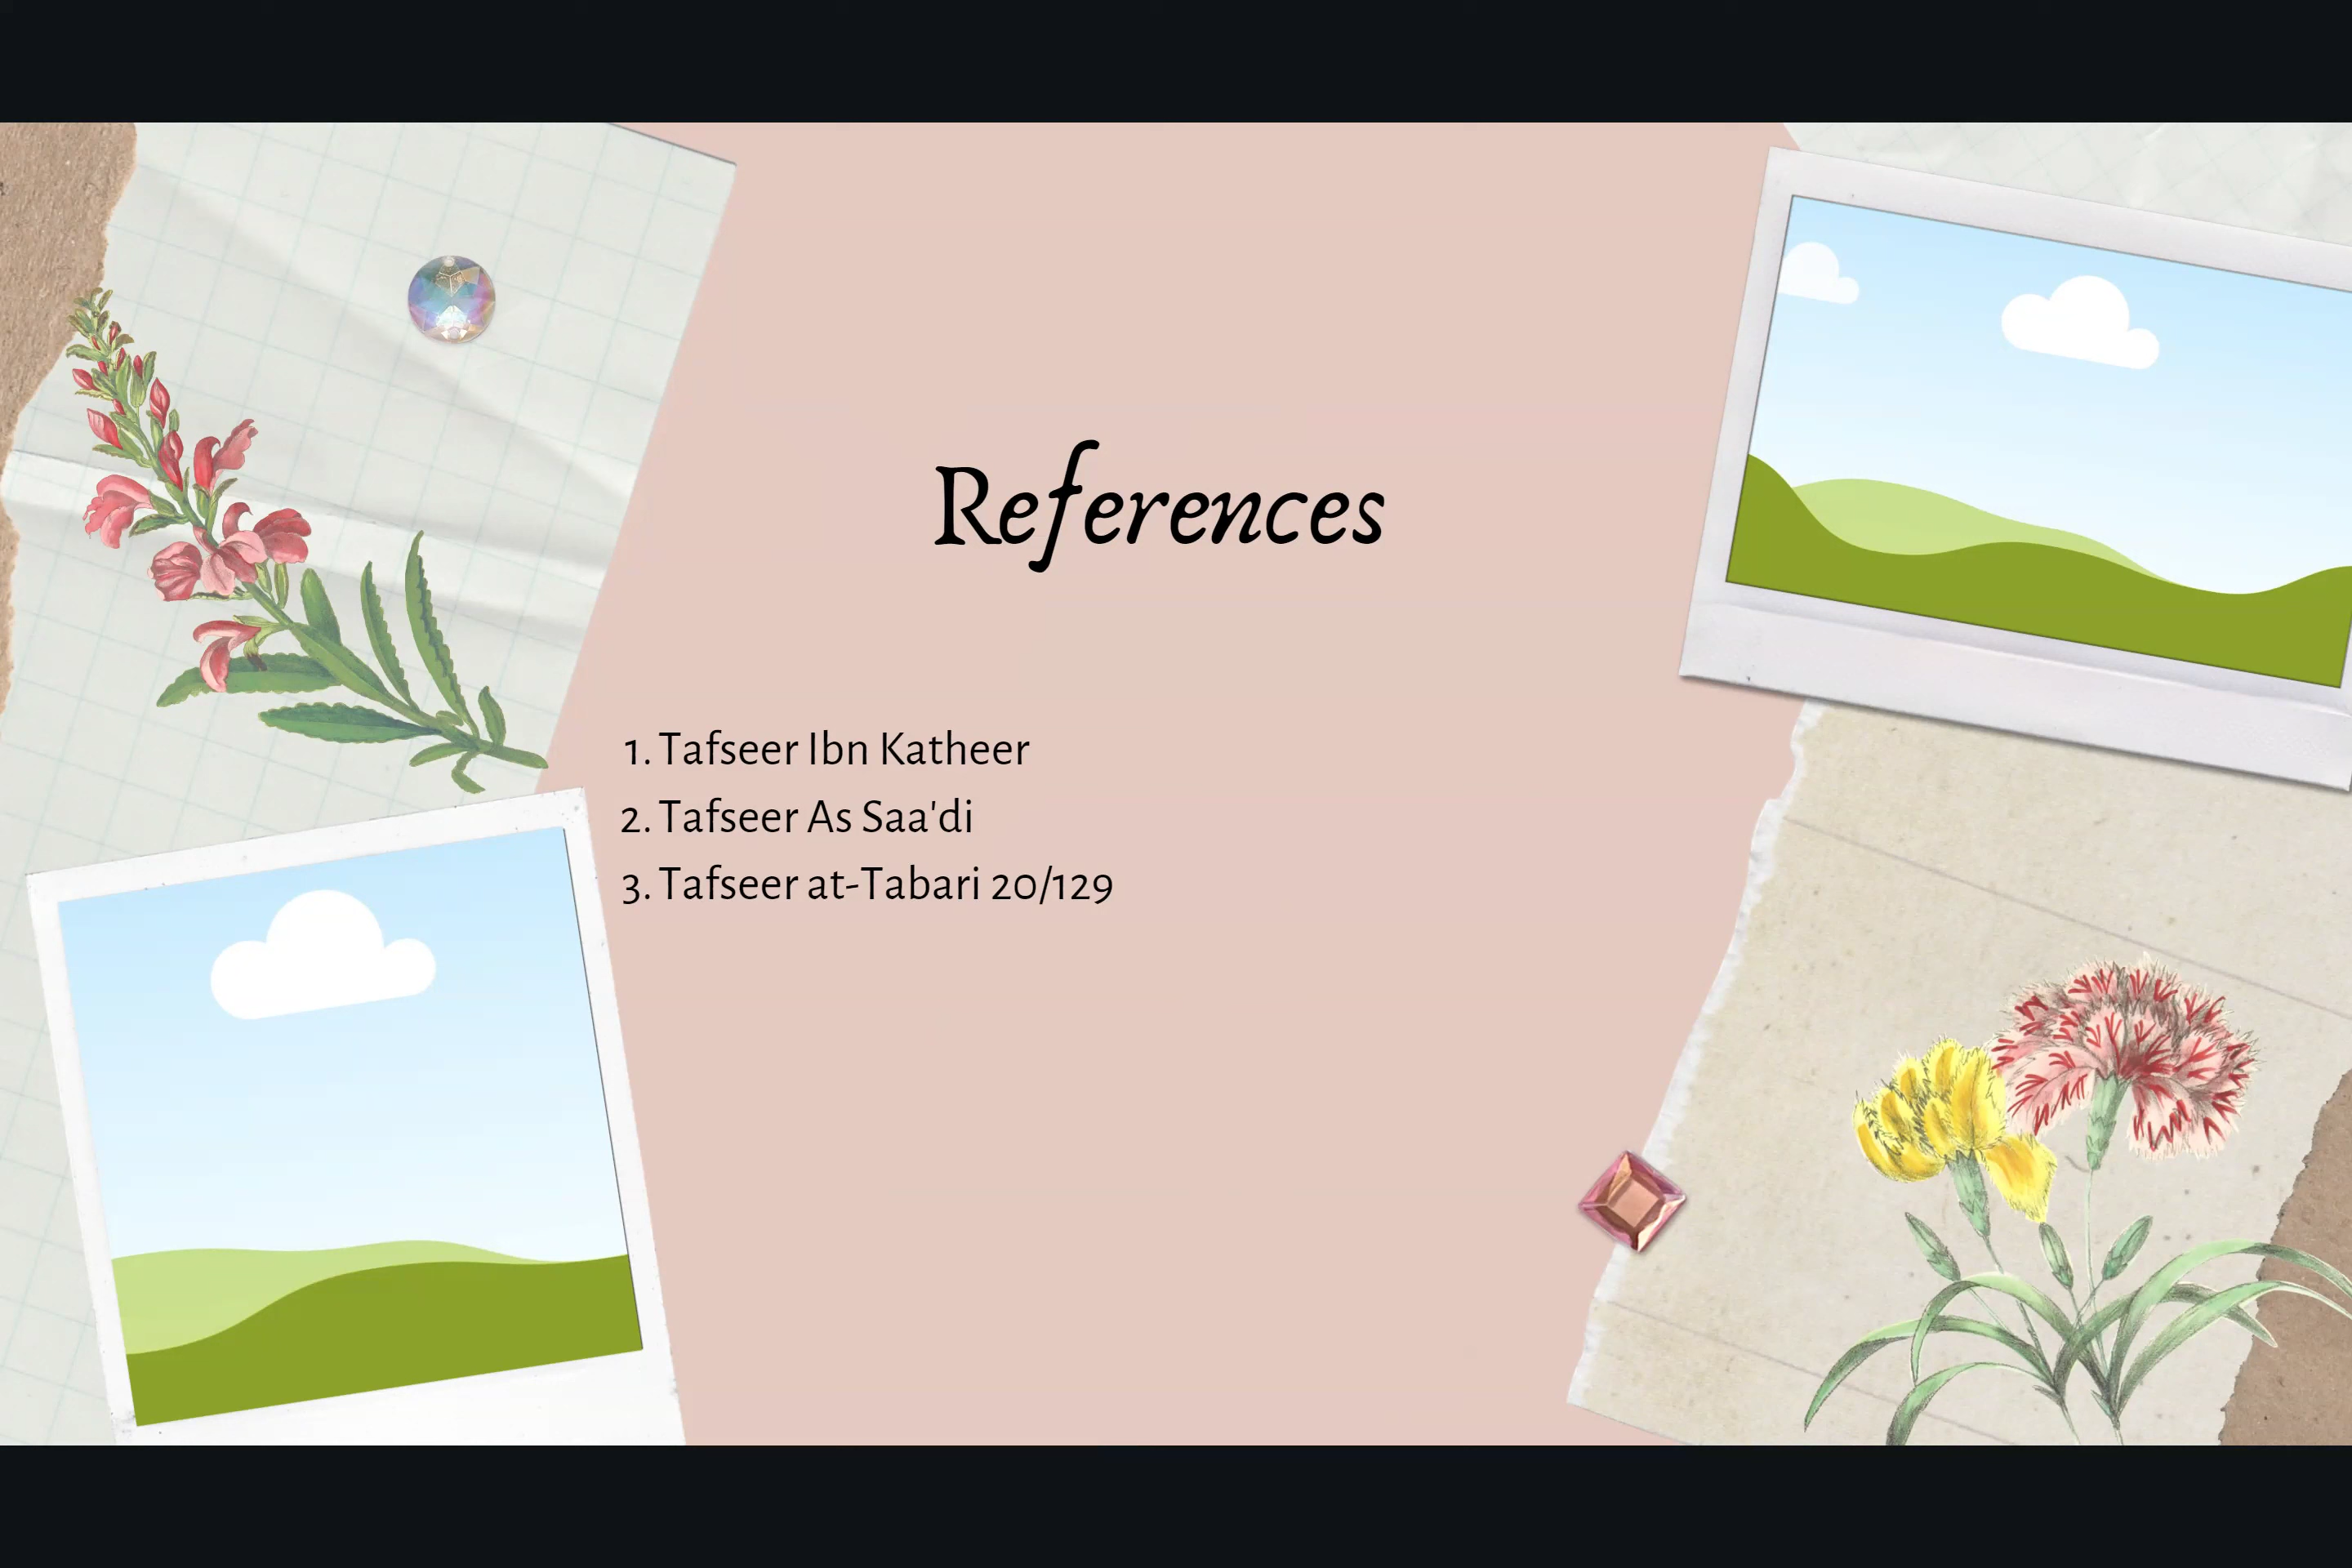 References
1. Tafseer Ibn Katheer
2. Tafseer As Saa'di
3. Tafseer at-Tabari 20/129